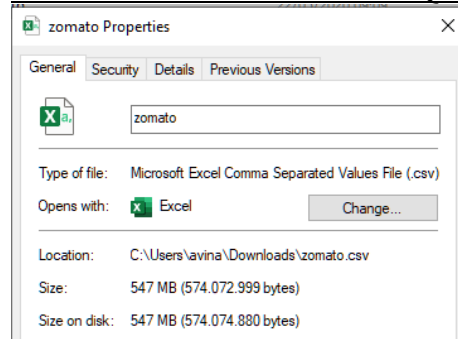 zomato Properties
General Security Details Previous Versions
zomato
Type of file: Microsoft Excel Comma Separated Values File (.csv)
Opens with: Excel Change...
Location: C:\Users\avina\Downloads\zomato.csv
Size: 547 MB (574.072.999 bytes)
Size on disk: 547 MB (574.074.880 bytes)